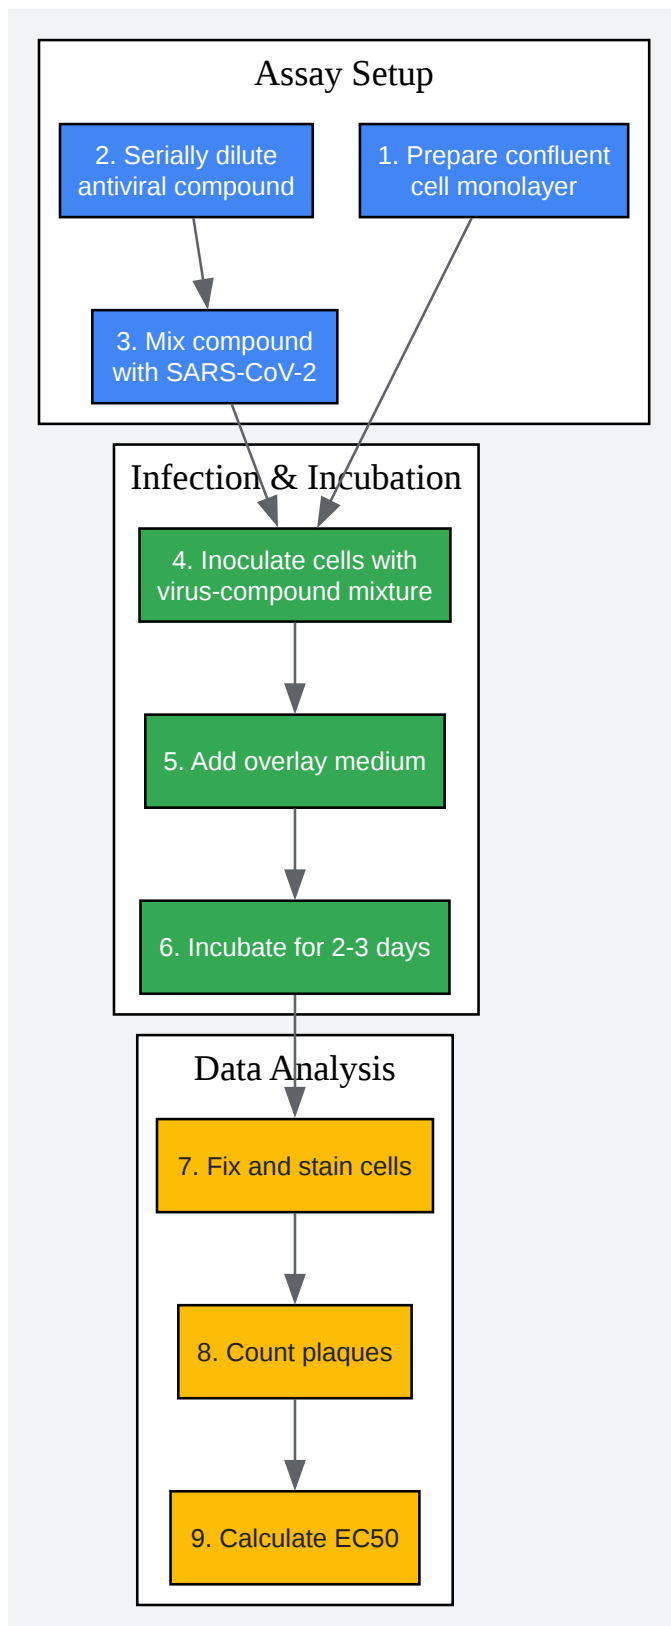 Assay Setup
2. Serially dilute
antiviral compound
1. Prepare confluent
cell monolayer
3. Mix compound
with SARS-CoV-2
Infection & Incubation
4. Inoculate cells with
virus-compound mixture
5. Add overlay medium
6. Incubate for 2-3 days
Data Analysis
7. Fix and stain cells
8. Count plaques
9. Calculate EC50